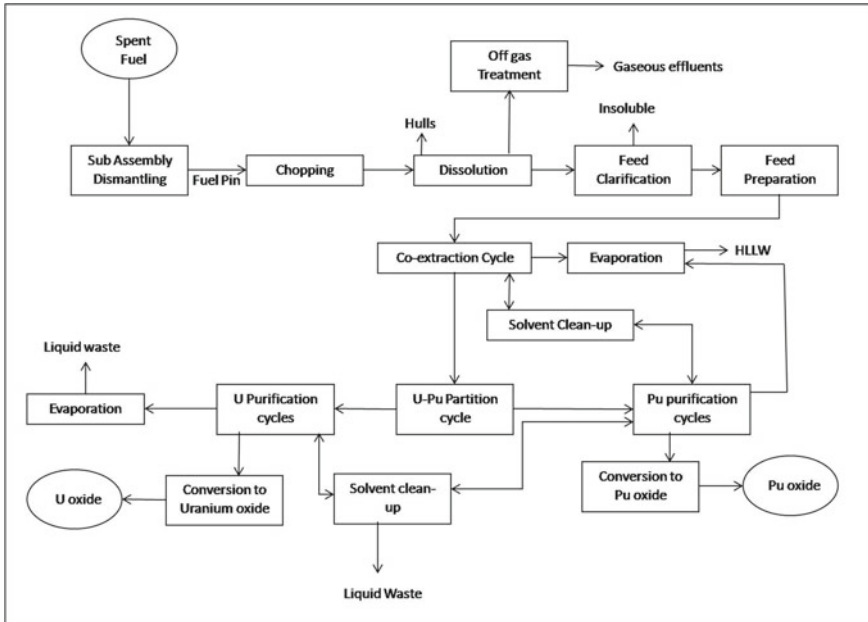 Spent
Fuel
Off gas
Treatment
Gaseous effluents
Hulls
Insoluble
Sub Assembly
Dismantling
Fuel Pin
Chopping
Dissolution
Feed
Clarification
Feed
Preparation
Co-extraction Cycle
Evaporation
HLLW
Solvent Clean-up
Liquid waste
Evaporation
U Purification
cycles
U-Pu Partition
cycle
Pu purification
cycles
U oxide
Conversion to
Uranium oxide
Solvent clean-
up
Conversion to
Pu oxide
Pu oxide
Liquid Waste